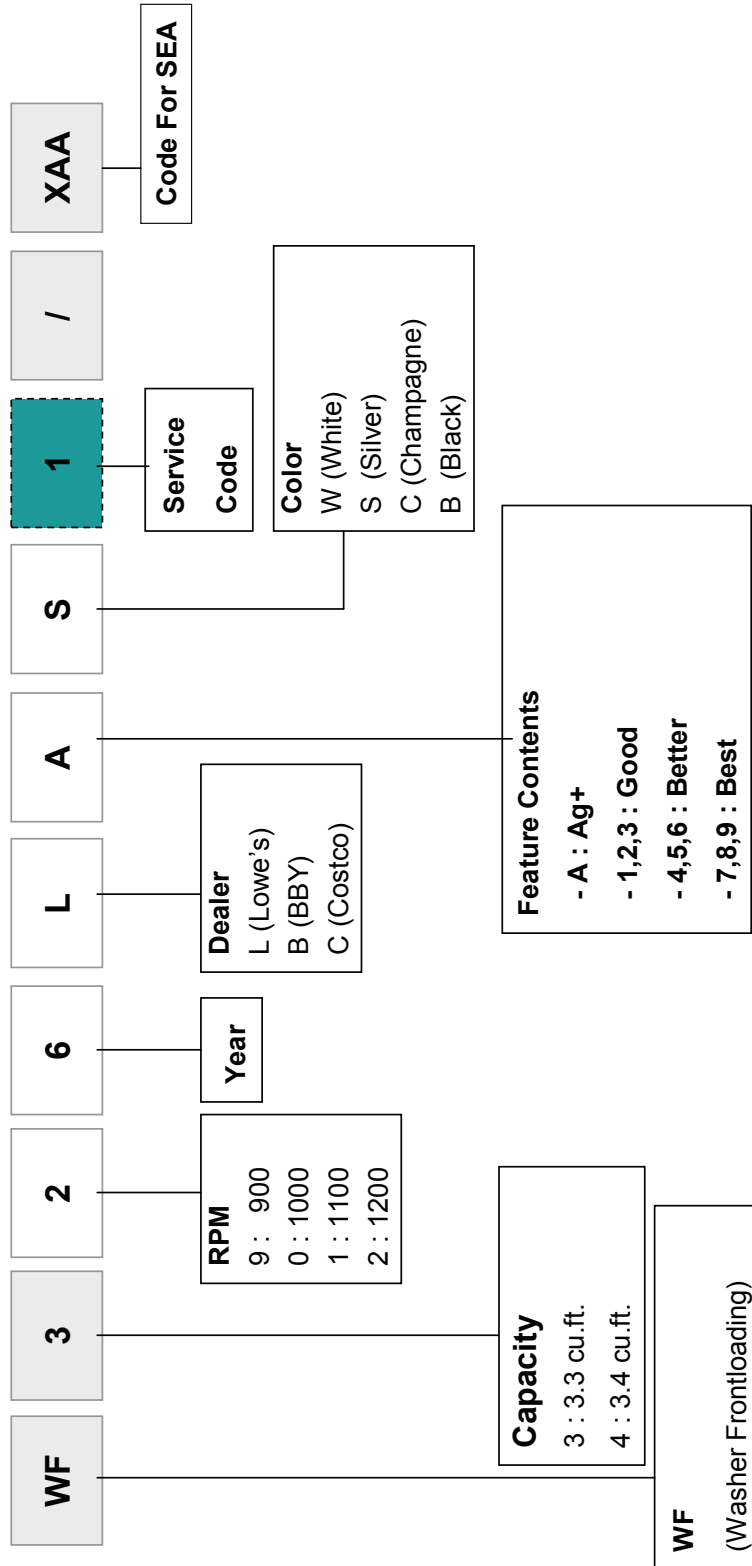 WF 3 2 6 L A S 1 / XAA
WF
(Washer Frontloading)
Capacity
3 : 3.3 cu.ft.
4 : 3.4 cu.ft.
RPM
9 : 900
0 : 1000
1 : 1100
2 : 1200
Year
Dealer
L (Lowe's)
B (BBY)
C (Costco)
Feature Contents
- A : Ag+
- 1,2,3 : Good
- 4,5,6 : Better
- 7,8,9 : Best
Color
W (White)
S (Silver)
C (Champagne)
B (Black)
Service
Code
Code For SEA